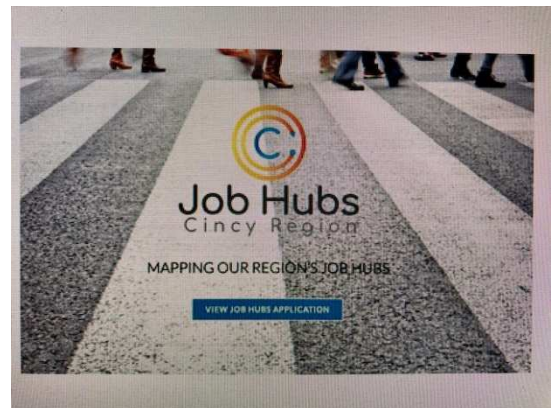 C
Job Hubs
Cincy Region
MAPPING OUR REGION'S JOB HUBS
VIEW JOB HUBS APPLICATION